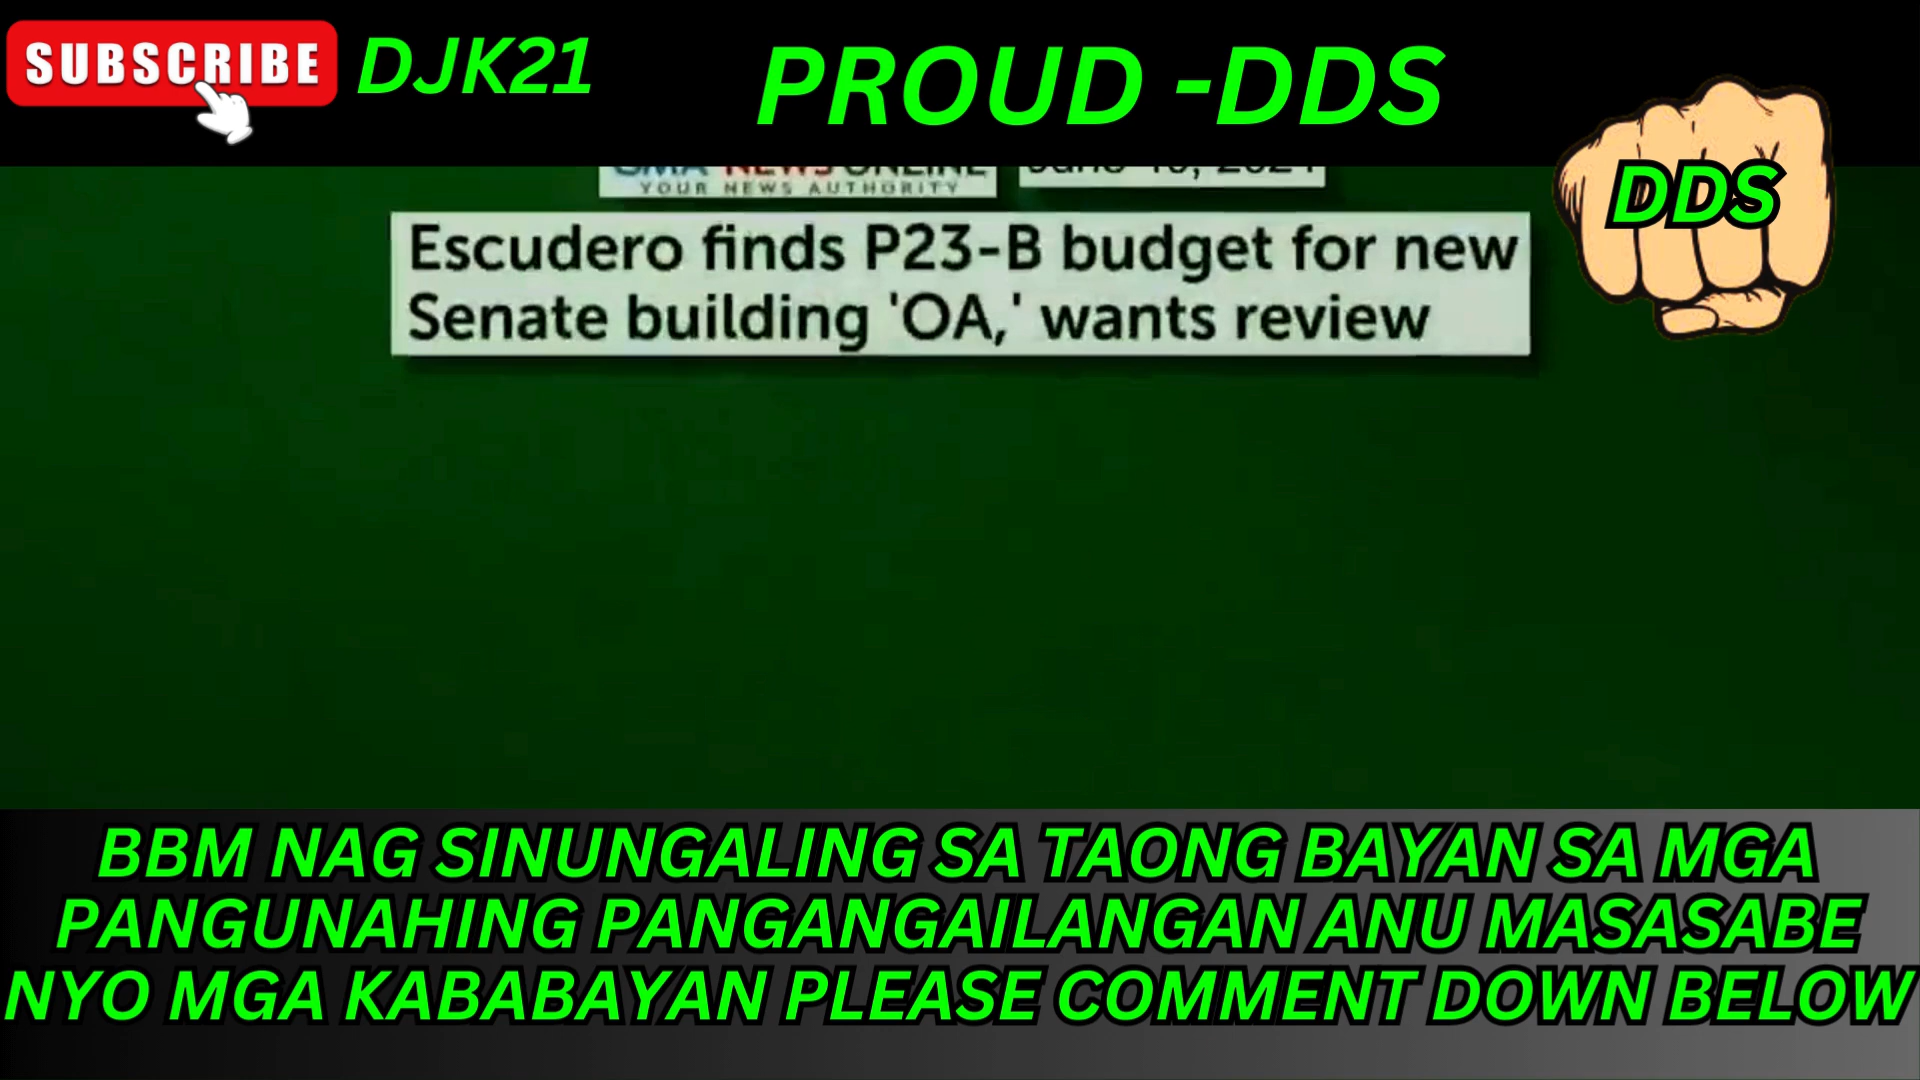 SUBSCRIBE
DJK21
PROUD -DDS
DDS
NEWS ONLINE
YOUR NEWS AUTHORITY
Escudero finds P23-B budget for new
Senate building 'OA,' wants review
BBM NAG SINUNGALING SA TAONG BAYAN SA MGA
PANGUNAHING PANGANGAILANGAN ANU MASASABE
NYO MGA KABABAYAN PLEASE COMMENT DOWN BELOW